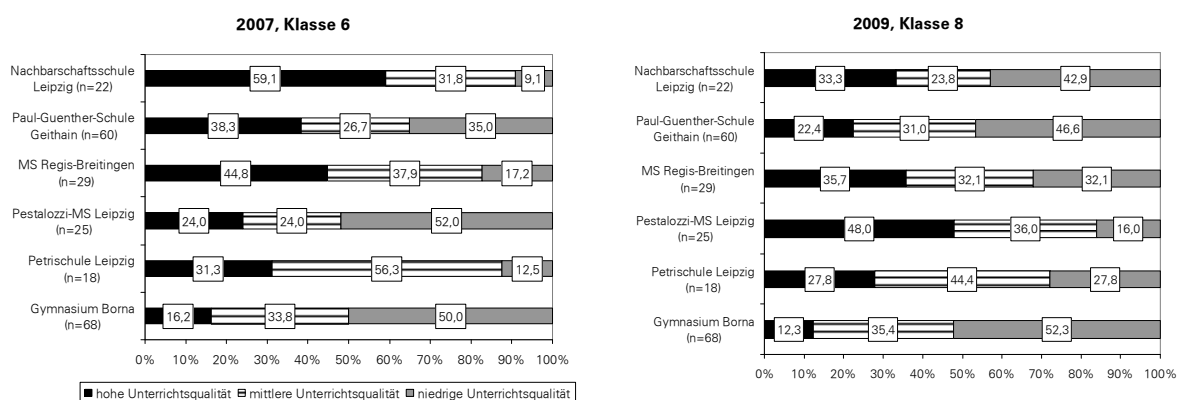 2007, Klasse 6
Nachbarschaftsschule
Leipzig (n=22)
59,1
31,8
9,1
Paul-Guenther-Schule
Geithain (n=60)
38,3
26,7
35,0
MS Regis-Breitingen
(n=29)
44,8
37,9
17,2
Pestalozzi-MS Leipzig
(n=25)
24,0
24,0
52,0
Petrischule Leipzig
(n=18)
31,3
56,3
12,5
Gymnasium Borna
(n=68)
16,2
33,8
50,0
0% 10% 20% 30% 40% 50% 60% 70% 80% 90% 100%
hohe Unterrichtsqualität mittlere Unterrichtsqualität niedrige Unterrichtsqualität
2009, Klasse 8
Nachbarschaftsschule
Leipzig (n=22)
33,3
23,8
42,9
Paul-Guenther-Schule
Geithain (n=60)
22,4
31,0
46,6
MS Regis-Breitingen
(n=29)
35,7
32,1
32,1
Pestalozzi-MS Leipzig
(n=25)
48,0
36,0
16,0
Petrischule Leipzig
(n=18)
27,8
44,4
27,8
Gymnasium Borna
(n=68)
12,3
35,4
52,3
0% 10% 20% 30% 40% 50% 60% 70% 80% 90% 100%